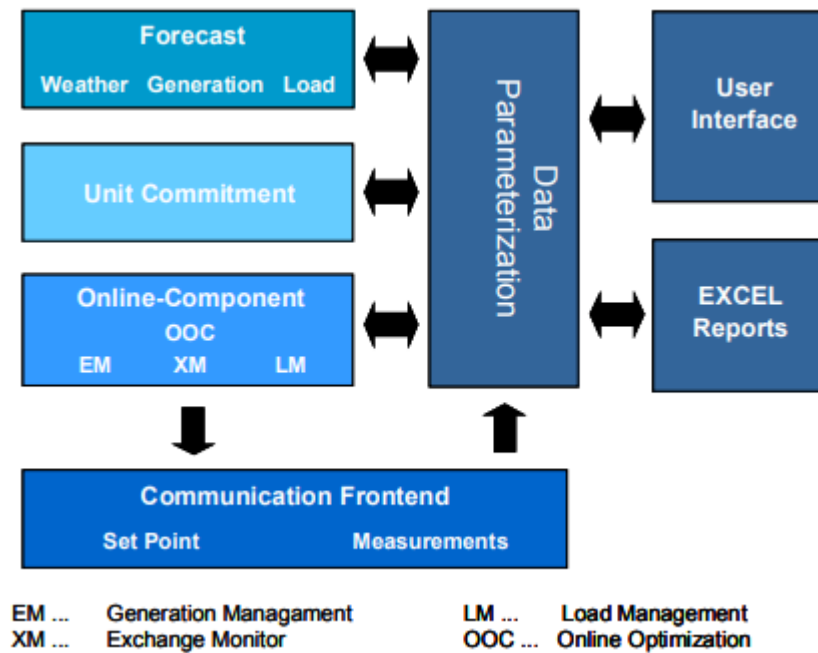 Forecast
Weather Generation Load
Unit Commitment
Online-Component
OOC
EM XM LM
Data
Parameterization
User
Interface
EXCEL
Reports
Communication Frontend
Set Point Measurements
EM ... Generation Managament LM ... Load Management
XM ... Exchange Monitor OOC ... Online Optimization